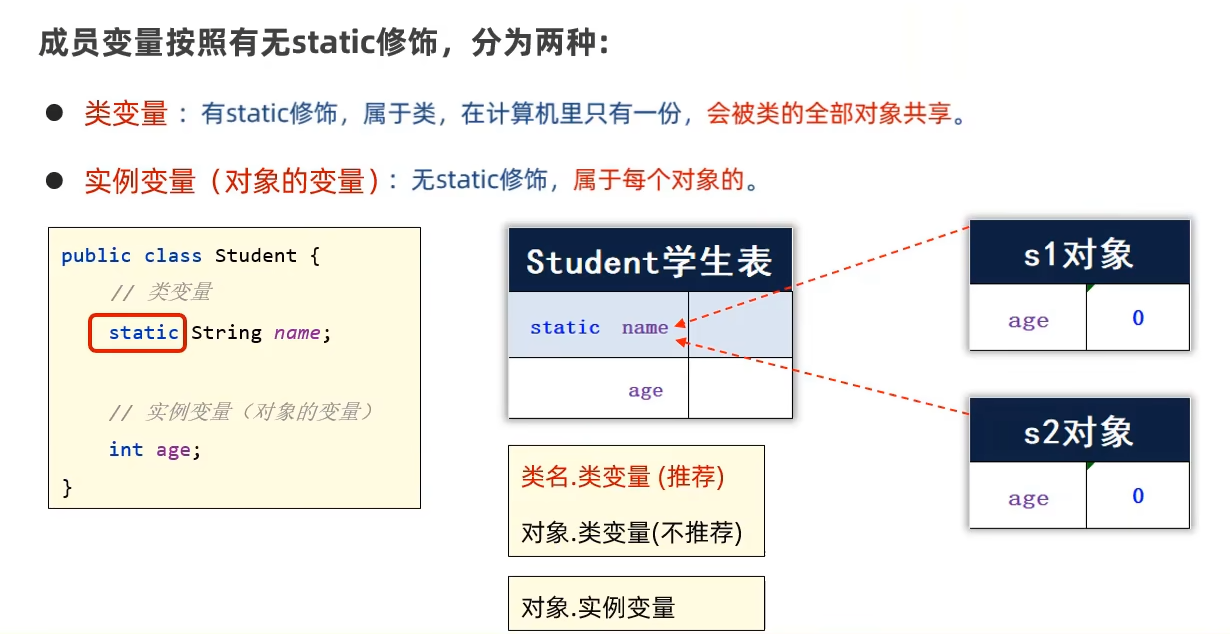 成员变量按照有无static修饰，分为两种：
● 类变量 ：有static修饰，属于类，在计算机里只有一份，会被类的全部对象共享。
● 实例变量（对象的变量）：无static修饰，属于每个对象的。
public class Student {
// 类变量
static String name;
// 实例变量（对象的变量）
int age;
}
Student学生表
static name
age
类名.类变量 (推荐)
对象.类变量(不推荐)
对象.实例变量
s1对象
age 0
s2对象
age 0